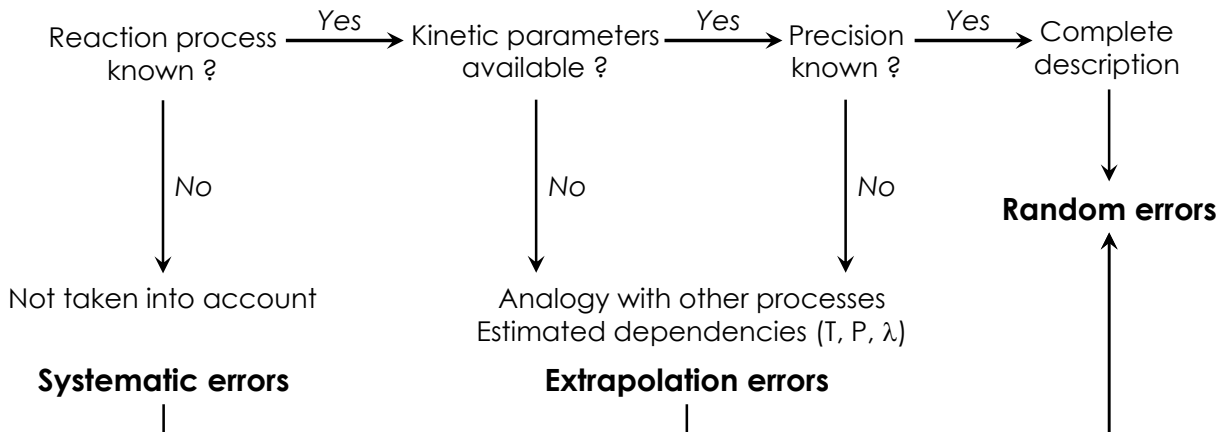 Reaction process
known ?
Yes
Kinetic parameters
available ?
Yes
Precision
known ?
Yes
Complete
description
No
No
No
Random errors
Not taken into account
Analogy with other processes
Estimated dependencies (T, P, λ)
Systematic errors
Extrapolation errors